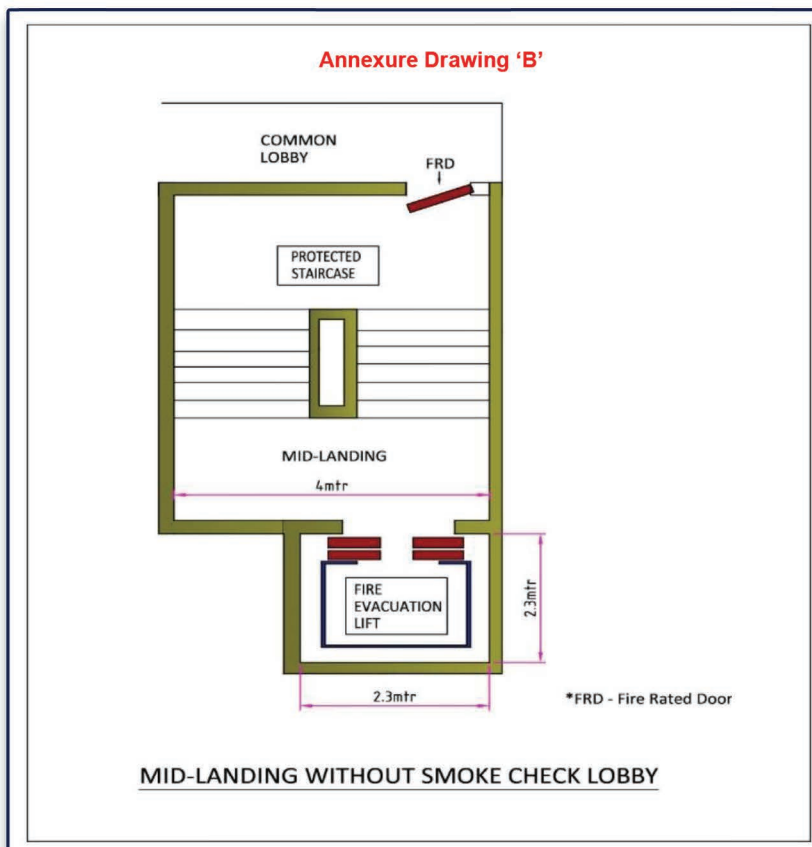 Annexure Drawing ‘B’
COMMON
LOBBY
FRD
PROTECTED
STAIRCASE
MID-LANDING
4mtr
FIRE
EVACUATION
LIFT
2.3mtr
2.3mtr
*FRD - Fire Rated Door
MID-LANDING WITHOUT SMOKE CHECK LOBBY